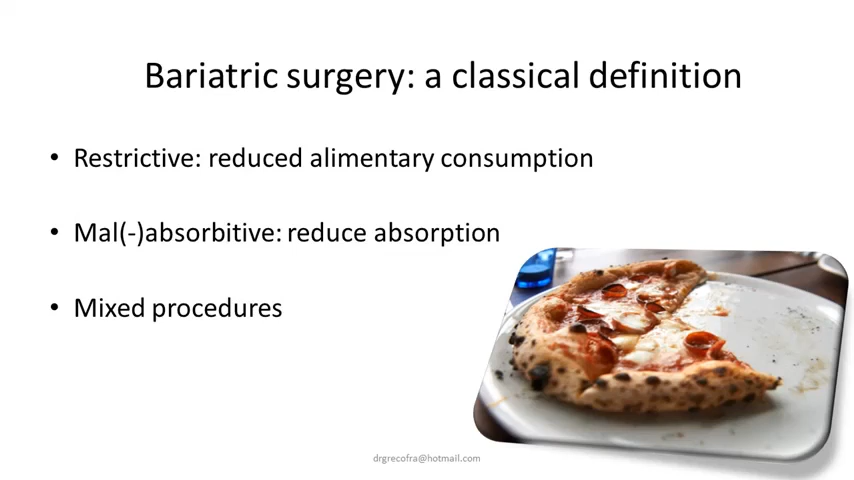 Bariatric surgery: a classical definition
• Restrictive: reduced alimentary consumption
• Mal(-)absorbitive: reduce absorption
• Mixed procedures
drgrecofra@hotmail.com